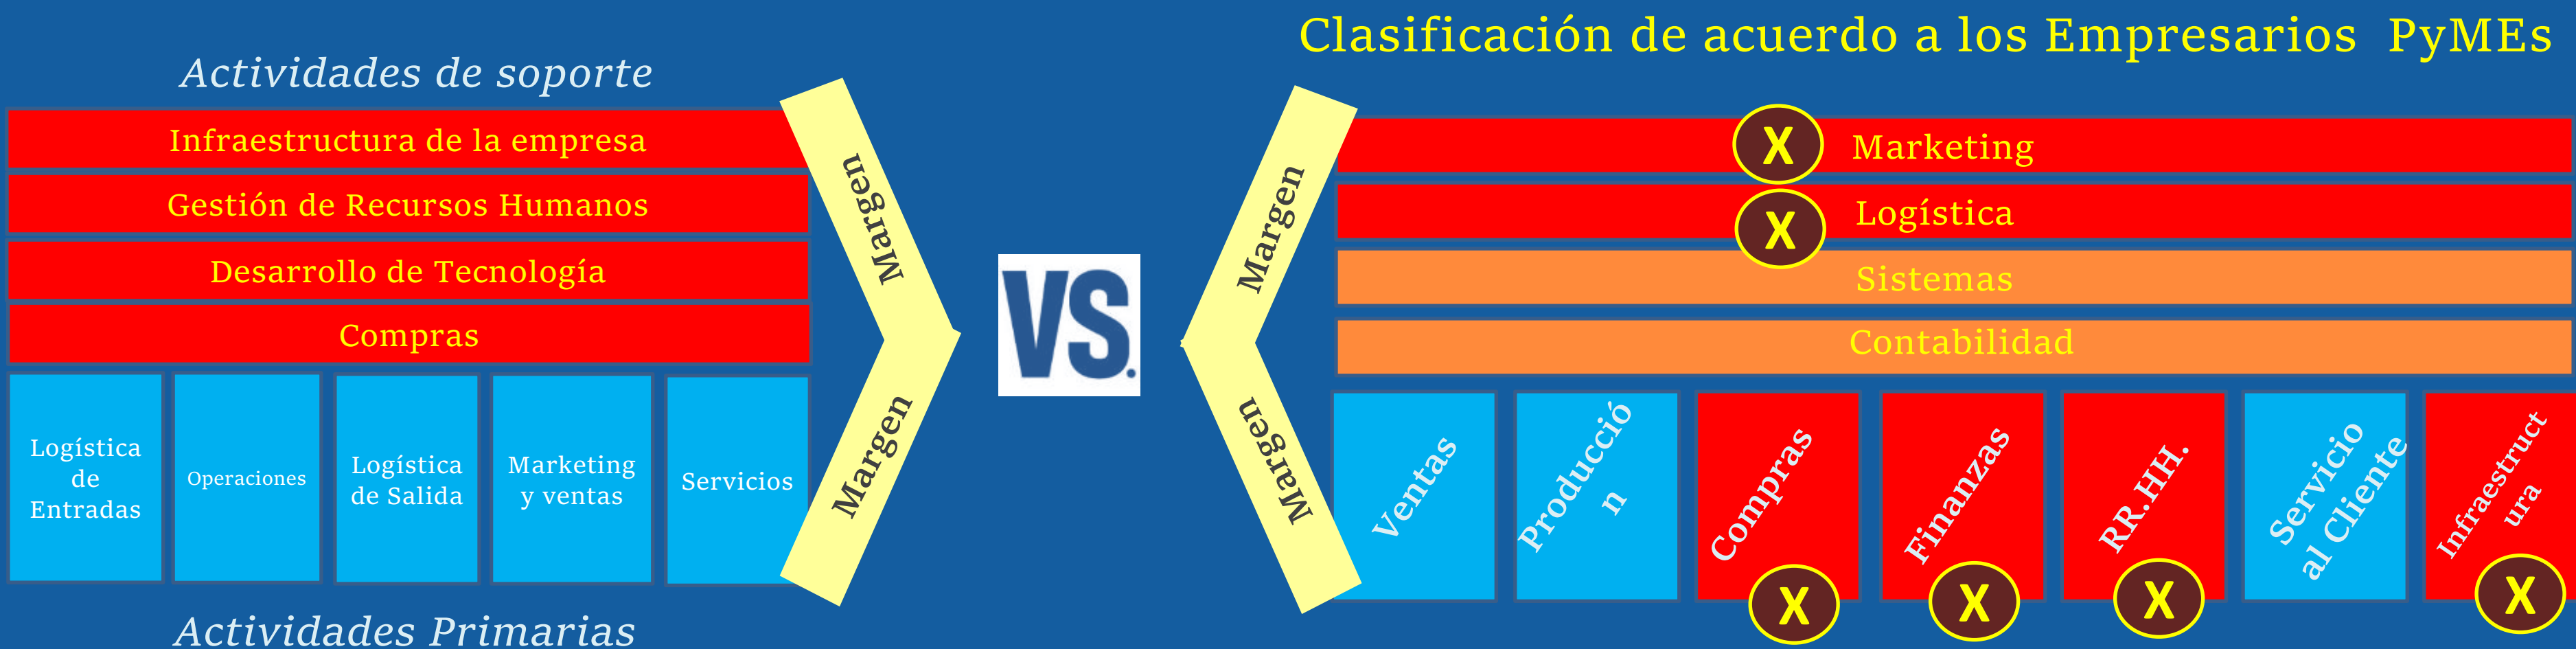 Clasificación de acuerdo a los Empresarios PyMEs
Actividades de soporte
Infraestructura de la empresa
Gestión de Recursos Humanos
Desarrollo de Tecnología
Compras
Logística
de
Entradas
Operaciones
Logística
de Salida
Marketing
y ventas
Servicios
Actividades Primarias
Margen
Margen
VS.
Margen
Margen
X
Marketing
X
Logística
Sistemas
Contabilidad
Ventas
Producció
n
Compras
X
Finanzas
X
RR.HH.
X
Servicio
al Cliente
Infraestruct
ura
X